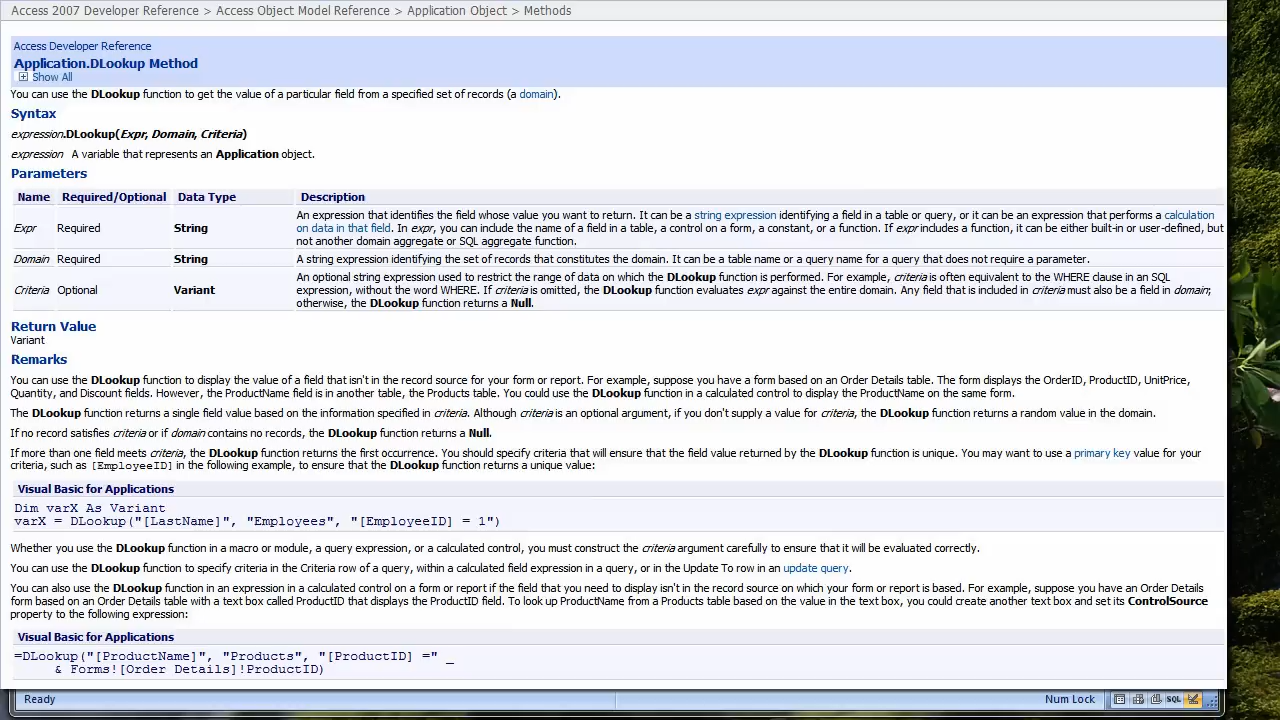 Access 2007 Developer Reference > Access Object Model Reference > Application Object > Methods
Access Developer Reference
Application.DLookup Method
Show All
You can use the DLookup function to get the value of a particular field from a specified set of records (a domain).
Syntax
expression.DLookup(Expr, Domain, Criteria)
expression A variable that represents an Application object.
Parameters
Name Required/Optional Data Type Description
An expression that identifies the field whose value you want to return. It can be a string expression identifying a field in a table or query, or it can be an expression that performs a calculation
Expr Required String on data in that field. In expr, you can include the name of a field in a table, a control on a form, a constant, or a function. If expr includes a function, it can be either built-in or user-defined, but
not another domain aggregate or SQL aggregate function.
Domain Required String A string expression identifying the set of records that constitutes the domain. It can be a table name or a query name for a query that does not require a parameter.
An optional string expression used to restrict the range of data on which the DLookup function is performed. For example, criteria is often equivalent to the WHERE clause in an SQL
Criteria Optional Variant expression, without the word WHERE. If criteria is omitted, the DLookup function evaluates expr against the entire domain. Any field that is included in criteria must also be a field in domain;
otherwise, the DLookup function returns a Null.
Return Value
Variant
Remarks
You can use the DLookup function to display the value of a field that isn't in the record source for your form or report. For example, suppose you have a form based on an Order Details table. The form displays the OrderID, ProductID, UnitPrice,
Quantity, and Discount fields. However, the ProductName field is in another table, the Products table. You could use the DLookup function in a calculated control to display the ProductName on the same form.
The DLookup function returns a single field value based on the information specified in criteria. Although criteria is an optional argument, if you don't supply a value for criteria, the DLookup function returns a random value in the domain.
If no record satisfies criteria or if domain contains no records, the DLookup function returns a Null.
If more than one field meets criteria, the DLookup function returns the first occurrence. You should specify criteria that will ensure that the field value returned by the DLookup function is unique. You may want to use a primary key value for your
criteria, such as [EmployeeID] in the following example, to ensure that the DLookup function returns a unique value:
Visual Basic for Applications
Dim varX As Variant
varX = DLookup("[LastName]", "Employees", "[EmployeeID] = 1")
Whether you use the DLookup function in a macro or module, a query expression, or a calculated control, you must construct the criteria argument carefully to ensure that it will be evaluated correctly.
You can use the DLookup function to specify criteria in the Criteria row of a query, within a calculated field expression in a query, or in the Update To row in an update query.
You can also use the DLookup function in an expression in a calculated control on a form or report if the field that you need to display isn't in the record source on which your form or report is based. For example, suppose you have an Order Details
form based on an Order Details table with a text box called ProductID that displays the ProductID field. To look up ProductName from a Products table based on the value in the text box, you could create another text box and set its ControlSource
property to the following expression:
Visual Basic for Applications
=DLookup("[ProductName]", "Products", "[ProductID] =" _
& Forms![Order Details]!ProductID)
Ready Num Lock SQL